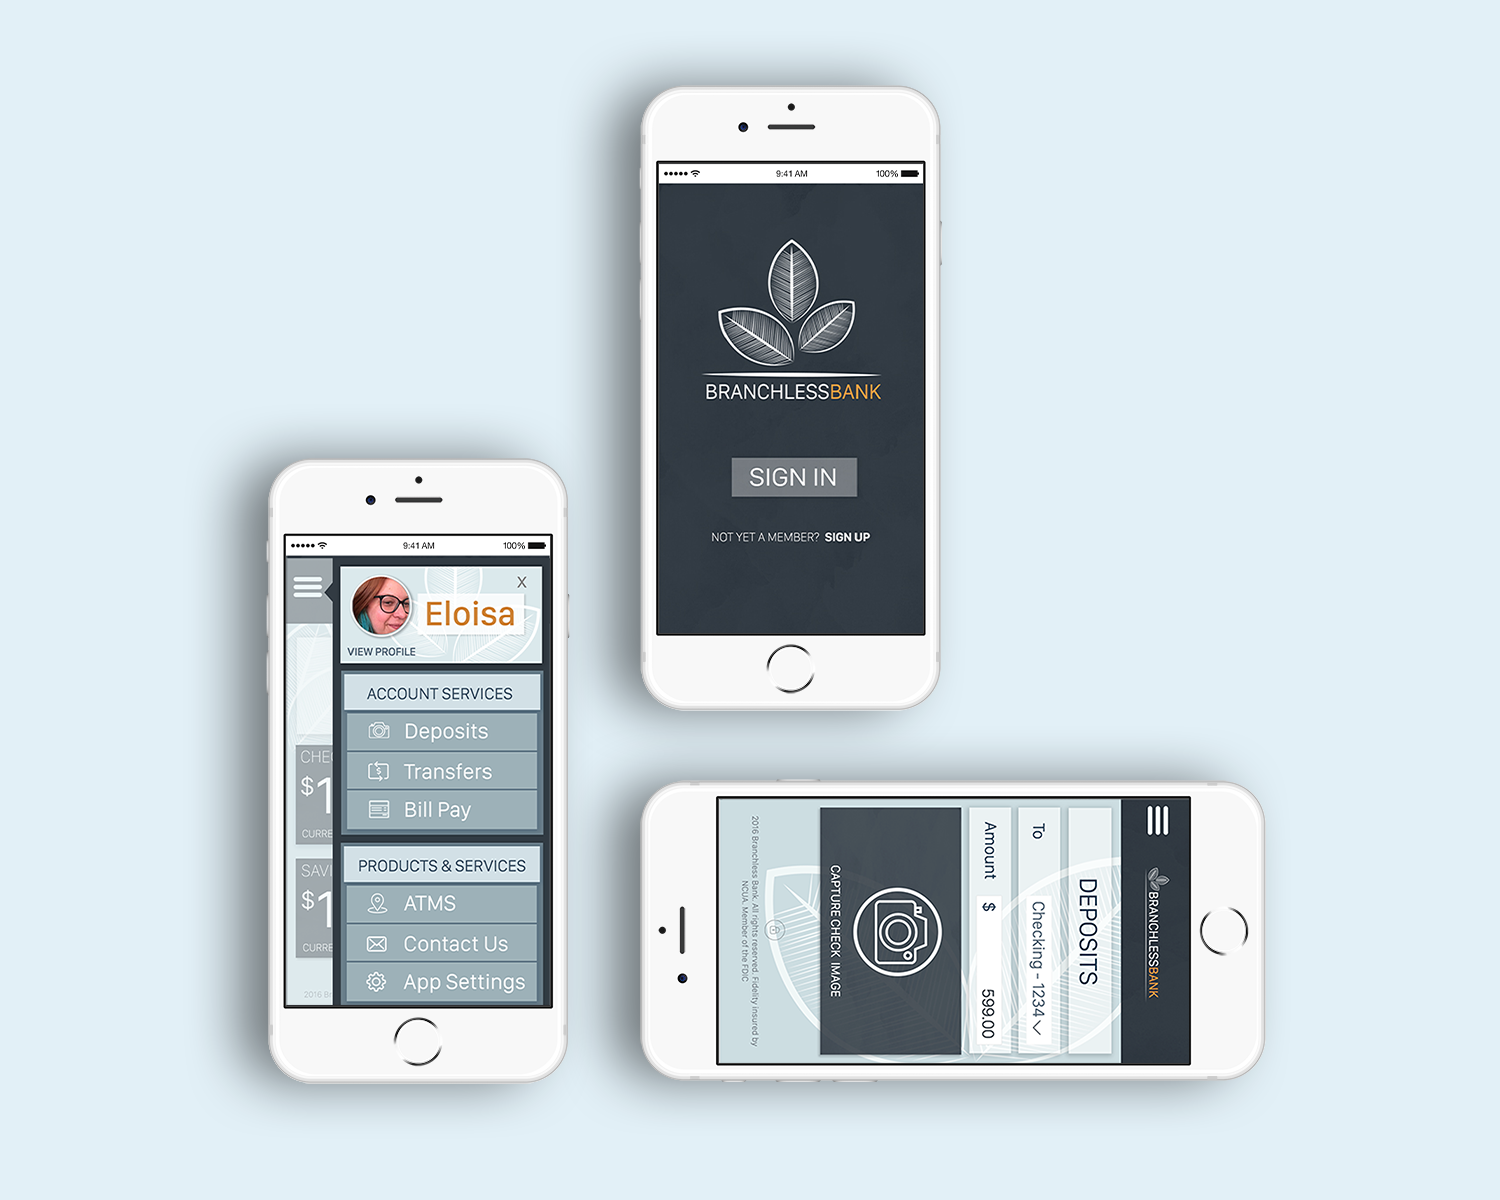 9:41 AM
100%
BRANCHLESSBANK
SIGN IN
NOT YET A MEMBER? SIGN UP
9:41 AM
100%
X
Eloisa
VIEW PROFILE
ACCOUNT SERVICES
Deposits
Transfers
Bill Pay
PRODUCTS & SERVICES
ATMS
Contact Us
App Settings
CHE
$1
CURRE
SAVI
$1
CURRE
2016 B
BRANCHLESSBANK
DEPOSITS
To Checking - 1234
Amount $ 599.00
CAPTURE CHECK IMAGE
2016 Branchless Bank. All rights reserved. Fidelity insured by
NCUA. Member of the FDIC